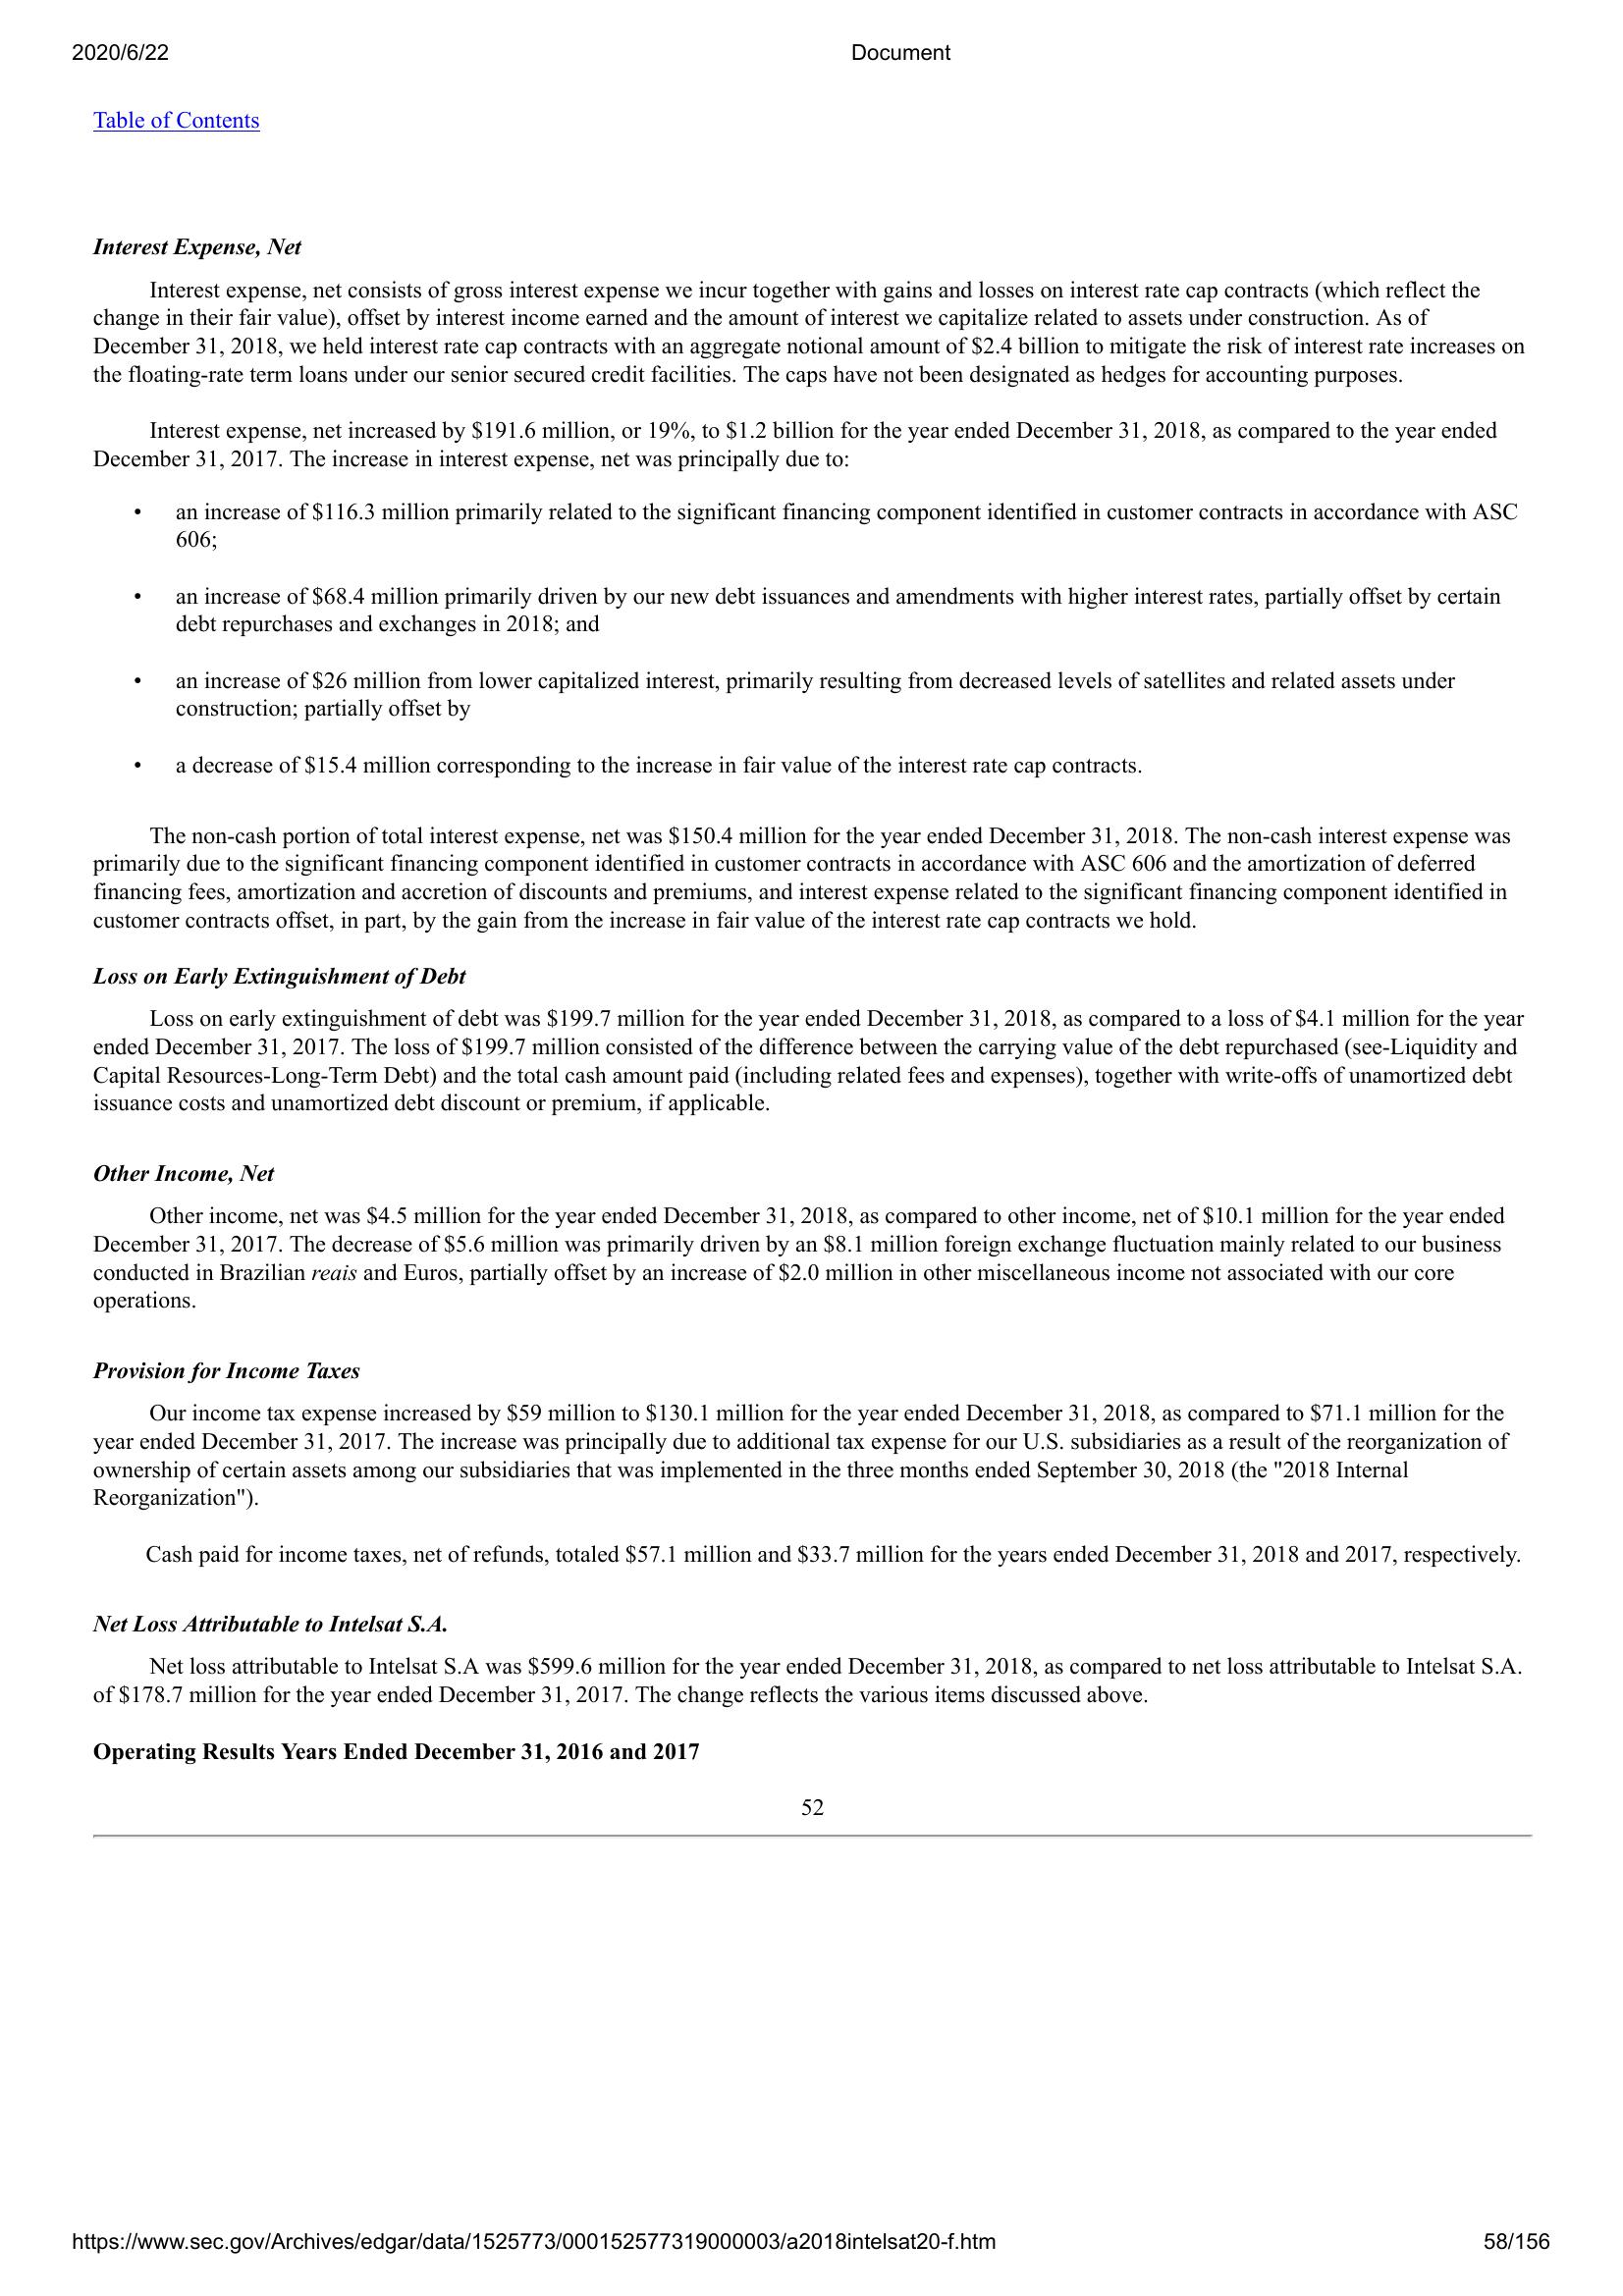 2020/6/22 Document
Table of Contents
Interest Expense, Net
Interest expense, net consists of gross interest expense we incur together with gains and losses on interest rate cap contracts (which reflect the
change in their fair value), offset by interest income earned and the amount of interest we capitalize related to assets under construction. As of
December 31, 2018, we held interest rate cap contracts with an aggregate notional amount of $2.4 billion to mitigate the risk of interest rate increases on
the floating-rate term loans under our senior secured credit facilities. The caps have not been designated as hedges for accounting purposes.
Interest expense, net increased by $191.6 million, or 19%, to $1.2 billion for the year ended December 31, 2018, as compared to the year ended
December 31, 2017. The increase in interest expense, net was principally due to:
• an increase of $116.3 million primarily related to the significant financing component identified in customer contracts in accordance with ASC
606;
• an increase of $68.4 million primarily driven by our new debt issuances and amendments with higher interest rates, partially offset by certain
debt repurchases and exchanges in 2018; and
• an increase of $26 million from lower capitalized interest, primarily resulting from decreased levels of satellites and related assets under
construction; partially offset by
• a decrease of $15.4 million corresponding to the increase in fair value of the interest rate cap contracts.
The non-cash portion of total interest expense, net was $150.4 million for the year ended December 31, 2018. The non-cash interest expense was
primarily due to the significant financing component identified in customer contracts in accordance with ASC 606 and the amortization of deferred
financing fees, amortization and accretion of discounts and premiums, and interest expense related to the significant financing component identified in
customer contracts offset, in part, by the gain from the increase in fair value of the interest rate cap contracts we hold.
Loss on Early Extinguishment of Debt
Loss on early extinguishment of debt was $199.7 million for the year ended December 31, 2018, as compared to a loss of $4.1 million for the year
ended December 31, 2017. The loss of $199.7 million consisted of the difference between the carrying value of the debt repurchased (see-Liquidity and
Capital Resources-Long-Term Debt) and the total cash amount paid (including related fees and expenses), together with write-offs of unamortized debt
issuance costs and unamortized debt discount or premium, if applicable.
Other Income, Net
Other income, net was $4.5 million for the year ended December 31, 2018, as compared to other income, net of $10.1 million for the year ended
December 31, 2017. The decrease of $5.6 million was primarily driven by an $8.1 million foreign exchange fluctuation mainly related to our business
conducted in Brazilian reais and Euros, partially offset by an increase of $2.0 million in other miscellaneous income not associated with our core
operations.
Provision for Income Taxes
Our income tax expense increased by $59 million to $130.1 million for the year ended December 31, 2018, as compared to $71.1 million for the
year ended December 31, 2017. The increase was principally due to additional tax expense for our U.S. subsidiaries as a result of the reorganization of
ownership of certain assets among our subsidiaries that was implemented in the three months ended September 30, 2018 (the "2018 Internal
Reorganization").
Cash paid for income taxes, net of refunds, totaled $57.1 million and $33.7 million for the years ended December 31, 2018 and 2017, respectively.
Net Loss Attributable to Intelsat S.A.
Net loss attributable to Intelsat S.A was $599.6 million for the year ended December 31, 2018, as compared to net loss attributable to Intelsat S.A.
of $178.7 million for the year ended December 31, 2017. The change reflects the various items discussed above.
Operating Results Years Ended December 31, 2016 and 2017
52
https://www.sec.gov/Archives/edgar/data/1525773/000152577319000003/a2018intelsat20-f.htm 58/156